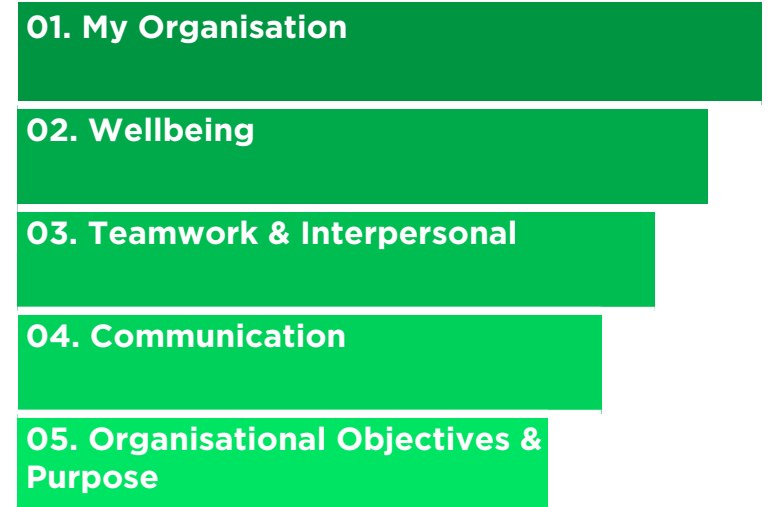 01. My Organisation
02. Wellbeing
03. Teamwork & Interpersonal
04. Communication
05. Organisational Objectives &
Purpose